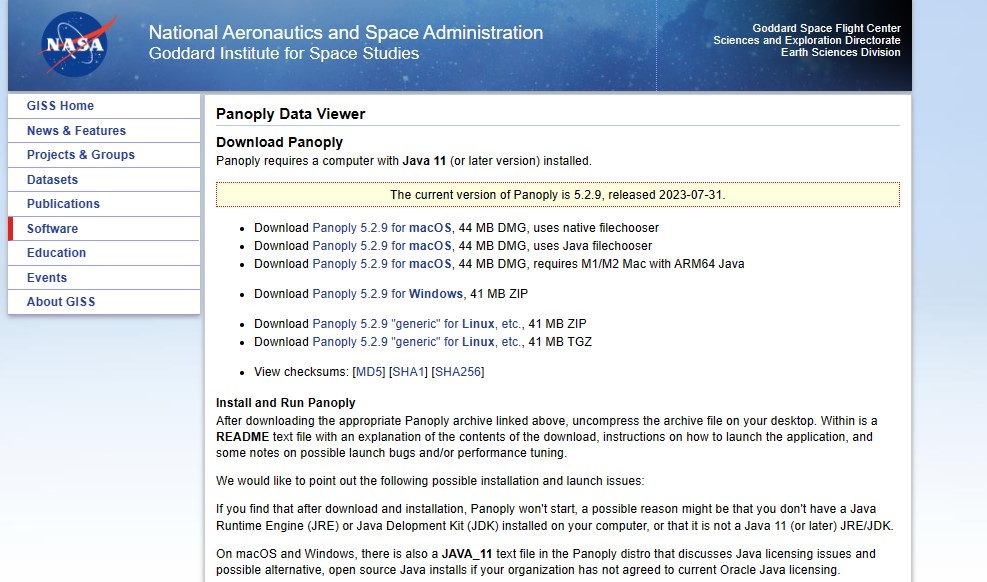 NASA
National Aeronautics and Space Administration
Goddard Institute for Space Studies
Goddard Space Flight Center
Sciences and Exploration Directorate
Earth Sciences Division
GISS Home
News & Features
Projects & Groups
Datasets
Publications
Software
Education
Events
About GISS
Panoply Data Viewer
Download Panoply
Panoply requires a computer with Java 11 (or later version) installed.
The current version of Panoply is 5.2.9, released 2023-07-31.
• Download Panoply 5.2.9 for macOS, 44 MB DMG, uses native filechooser
• Download Panoply 5.2.9 for macOS, 44 MB DMG, uses Java filechooser
• Download Panoply 5.2.9 for macOS, 44 MB DMG, requires M1/M2 Mac with ARM64 Java
• Download Panoply 5.2.9 for Windows, 41 MB ZIP
• Download Panoply 5.2.9 "generic" for Linux, etc., 41 MB ZIP
• Download Panoply 5.2.9 "generic" for Linux, etc., 41 MB TGZ
• View checksums: [MD5] [SHA1] [SHA256]
Install and Run Panoply
After downloading the appropriate Panoply archive linked above, uncompress the archive file on your desktop. Within is a
README text file with an explanation of the contents of the download, instructions on how to launch the application, and
some notes on possible launch bugs and/or performance tuning.
We would like to point out the following possible installation and launch issues:
If you find that after download and installation, Panoply won't start, a possible reason might be that you don't have a Java
Runtime Engine (JRE) or Java Delopment Kit (JDK) installed on your computer, or that it is not a Java 11 (or later) JRE/JDK.
On macOS and Windows, there is also a JAVA_11 text file in the Panoply distro that discusses Java licensing issues and
possible alternative, open source Java installs if your organization has not agreed to current Oracle Java licensing.